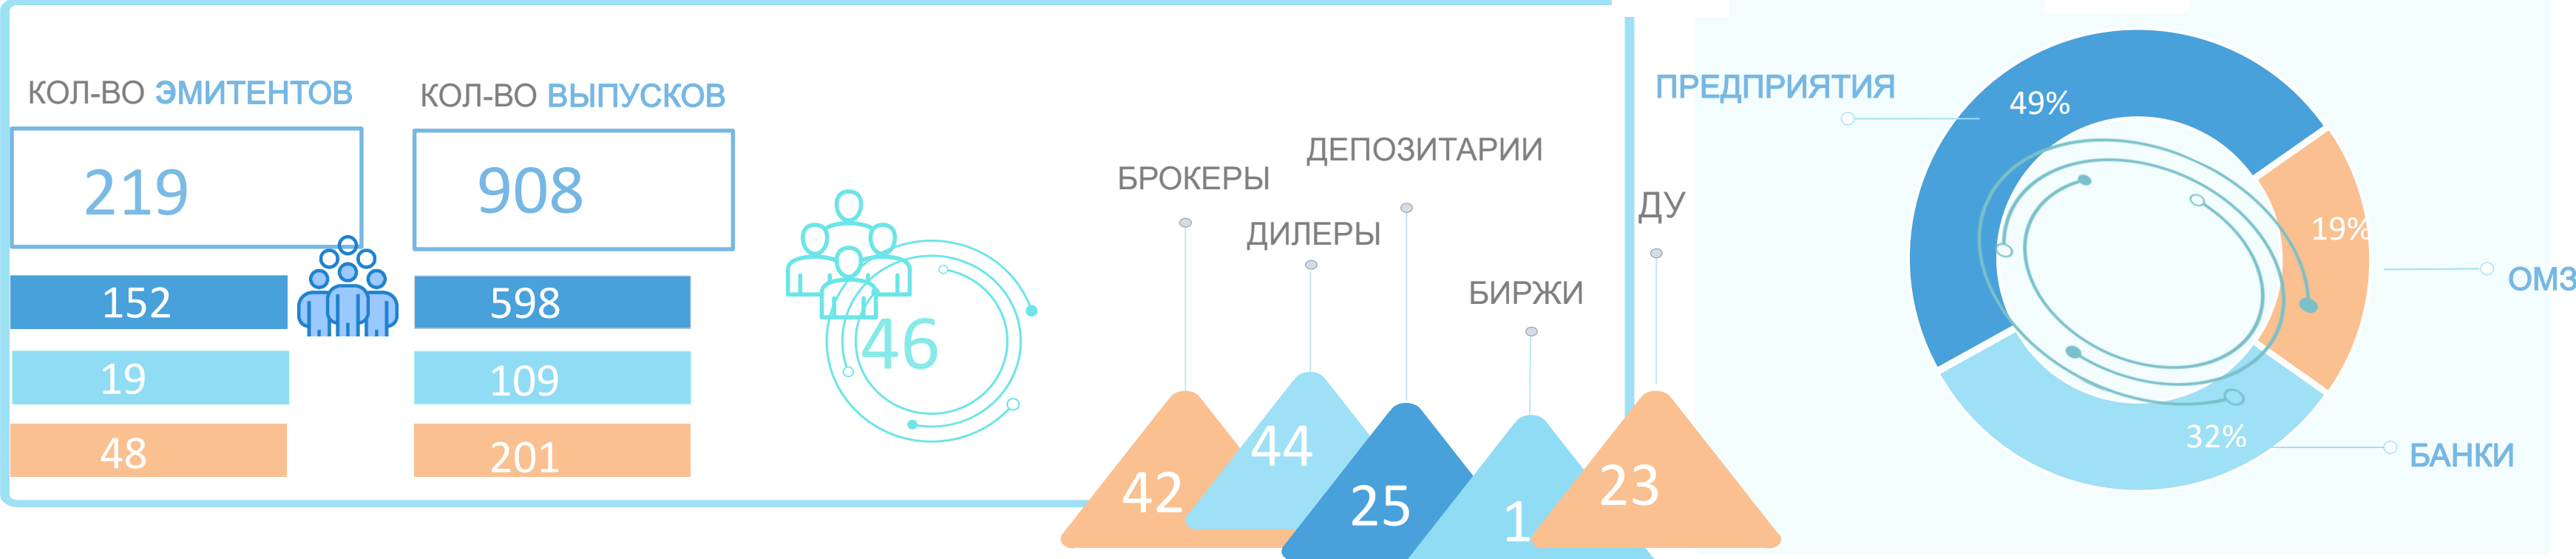 КОЛ-ВО ЭМИТЕНТОВ
219
152
19
48
КОЛ-ВО ВЫПУСКОВ
908
598
109
201
46
БРОКЕРЫ
42
ДИЛЕРЫ
44
ДЕПОЗИТАРИИ
25
БИРЖИ
1
ДУ
23
ПРЕДПРИЯТИЯ
49%
19%
ОМЗ
32%
БАНКИ